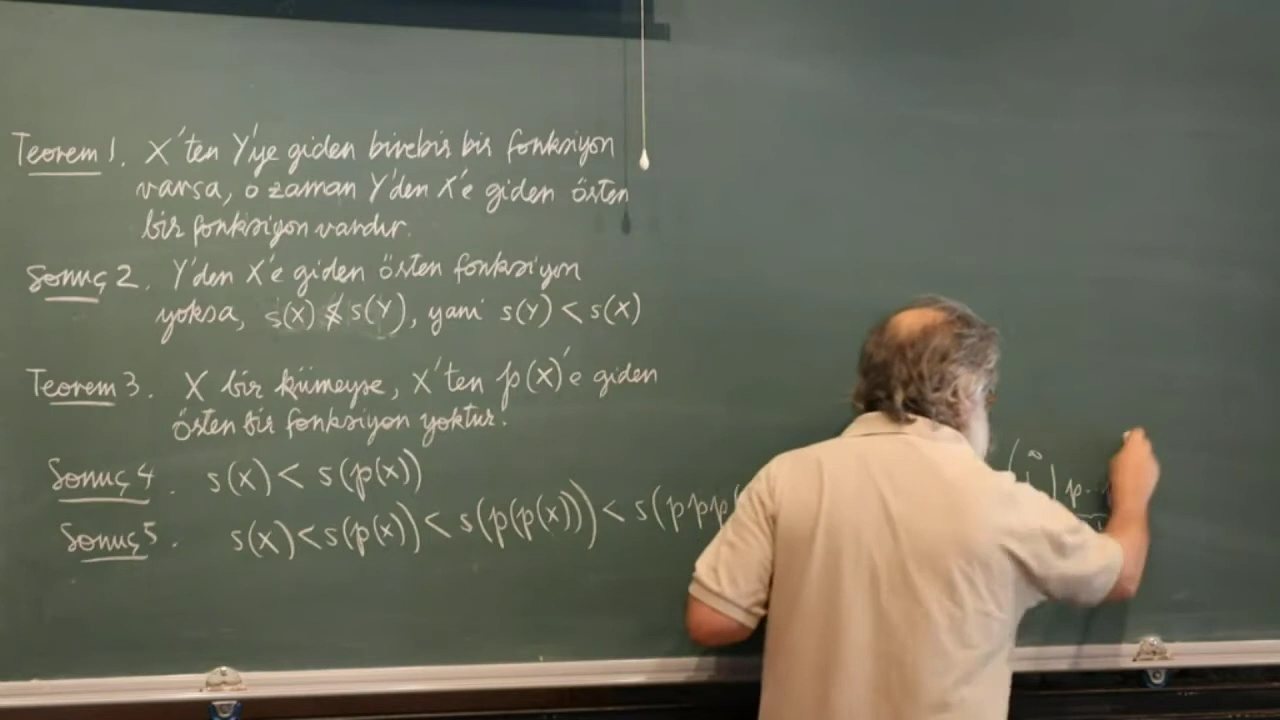 Teorem 1. X'ten Y'ye giden birebir bir fonksiyon
varsa, o zaman Y'den X'e giden örten
bir fonksiyon vardır.
Sonuç 2. Y'den X'e giden örten fonksiyon
yoksa, s(X) ≮ s(Y), yani s(Y) < s(X)
Teorem 3. X bir kümeyse, X'ten p(X)'e giden
örten bir fonksiyon yoktur!
Sonuç 4. s(X) < s(p(X))
Sonuç 5. s(X) < s(p(X)) < s(p(p(X))) < s(ppp(